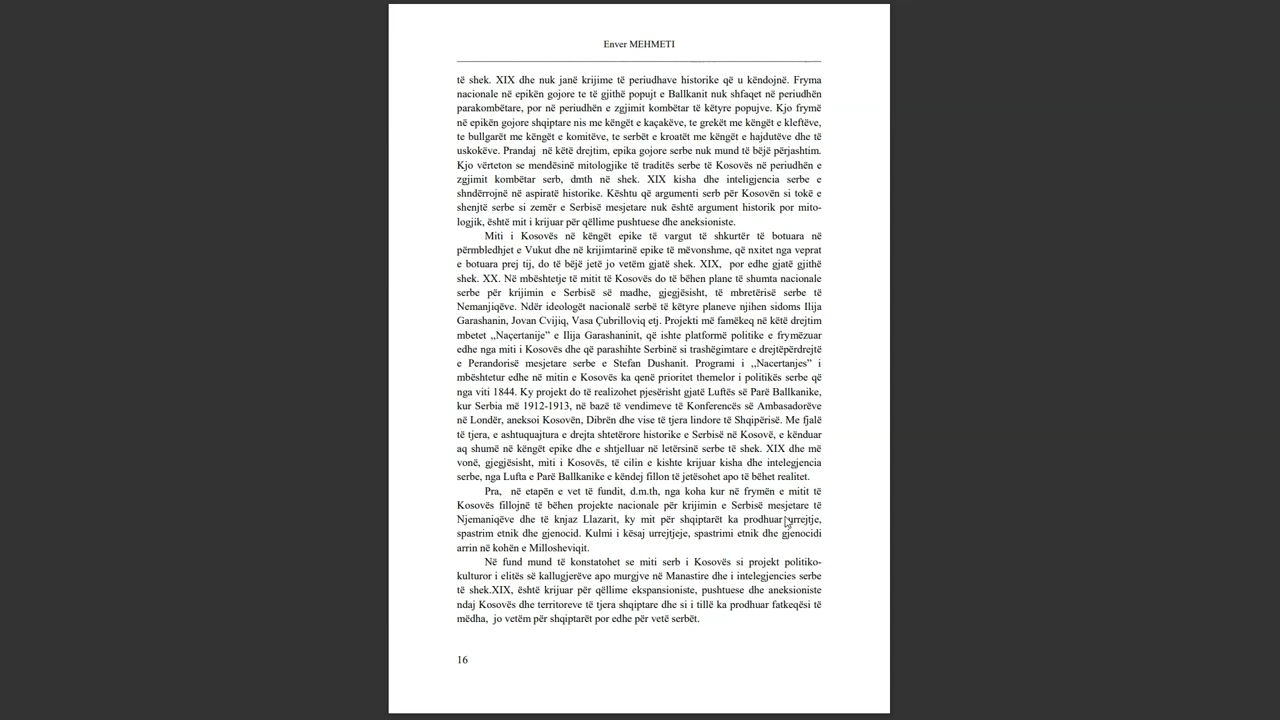 Enver MEHMETI
të shek. XIX dhe nuk janë krijime të periudhave historike që u këndojnë. Fryma
nacionale në epikën gojore te të gjithë popujt e Ballkanit nuk shfaqet në periudhën
parakombëtare, por në periudhën e zgjimit kombëtar të këtyre popujve. Kjo frymë
në epikën gojore shqiptare nis me këngët e kaçakëve, te grekët me këngët e kleftëve,
te bullgarët me këngët e komitëve, te serbët e kroatët me këngët e hajdutëve dhe të
uskokëve. Prandaj  në këtë drejtim, epika gojore serbe nuk mund të bëjë përjashtim.
Kjo vërteton se mendësinë mitologjike të traditës serbe të Kosovës në periudhën e
zgjimit kombëtar serb, dmth në shek. XIX kisha dhe inteligjencia serbe e
shndërrojnë në aspiratë historike. Kështu që argumenti serb për Kosovën si tokë e
shenjtë serbe si zemër e Serbisë mesjetare nuk është argument historik por mito-
logjik, është mit i krijuar për qëllime pushtuese dhe aneksioniste.
Miti i Kosovës në këngët epike të vargut të shkurtër të botuara në
përmbledhjet e Vukut dhe në krijimtarinë epike të mëvonshme, që nxitet nga veprat
e botuara prej tij, do të bëjë jetë jo vetëm gjatë shek. XIX,  por edhe gjatë gjithë
shek. XX. Në mbështetje të mitit të Kosovës do të bëhen plane të shumta nacionale
serbe për krijimin e Serbisë së madhe, gjegjësisht, të mbretërisë serbe të
Nemanjiqëve. Ndër ideologët nacionalë serbë të këtyre planeve njihen sidoms Ilija
Garashanin, Jovan Cvijiq, Vasa Çubrilloviq etj. Projekti më famëkeq në këtë drejtim
mbetet ,,Naçertanije” e Ilija Garashaninit, që ishte platformë politike e frymëzuar
edhe nga miti i Kosovës dhe që parashihte Serbinë si trashëgimtare e drejtëpërdrejtë
e Perandorisë mesjetare serbe e Stefan Dushanit. Programi i ,,Nacertanjes” i
mbështetur edhe në mitin e Kosovës ka qenë prioritet themelor i politikës serbe që
nga viti 1844. Ky projekt do të realizohet pjesërisht gjatë Luftës së Parë Ballkanike,
kur Serbia më 1912-1913, në bazë të vendimeve të Konferencës së Ambasadorëve
në Londër, aneksoi Kosovën, Dibrën dhe vise të tjera lindore të Shqipërisë. Me fjalë
të tjera, e ashtuquajtura e drejta shtetërore historike e Serbisë në Kosovë, e kënduar
aq shumë në këngët epike dhe e shtjelluar në letërsinë serbe të shek. XIX dhe më
vonë, gjegjësisht, miti i Kosovës, të cilin e kishte krijuar kisha dhe intelegjencia
serbe, nga Lufta e Parë Ballkanike e këndej fillon të jetësohet apo të bëhet realitet.
Pra,  në etapën e vet të fundit, d.m.th, nga koha kur në frymën e mitit të
Kosovës fillojnë të bëhen projekte nacionale për krijimin e Serbisë mesjetare të
Njemaniqëve dhe të knjaz Llazarit, ky mit për shqiptarët ka prodhuar urrejtje,
spastrim etnik dhe gjenocid. Kulmi i kësaj urrejtjeje, spastrimi etnik dhe gjenocidi
arrin në kohën e Millosheviqit.
Në fund mund të konstatohet se miti serb i Kosovës si projekt politiko-
kulturor i elitës së kallugjerëve apo murgjve në Manastire dhe i intelegjencies serbe
të shek.XIX, është krijuar për qëllime ekspansioniste, pushtuese dhe aneksioniste
ndaj Kosovës dhe territoreve të tjera shqiptare dhe si i tillë ka prodhuar fatkeqësi të
mëdha,  jo vetëm për shqiptarët por edhe për vetë serbët.
16